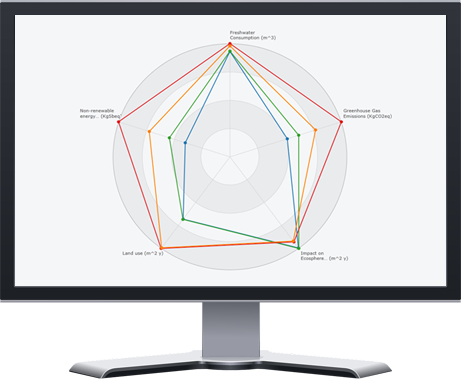 Freshwater
Consumption (m^3)
Non-renewable
energy.. (KgSbeq)
Greenhouse Gas
Emissions (KgCO2eq)
Land use (m^2 y)
Impact on
Ecosphere.. (m^2 y)